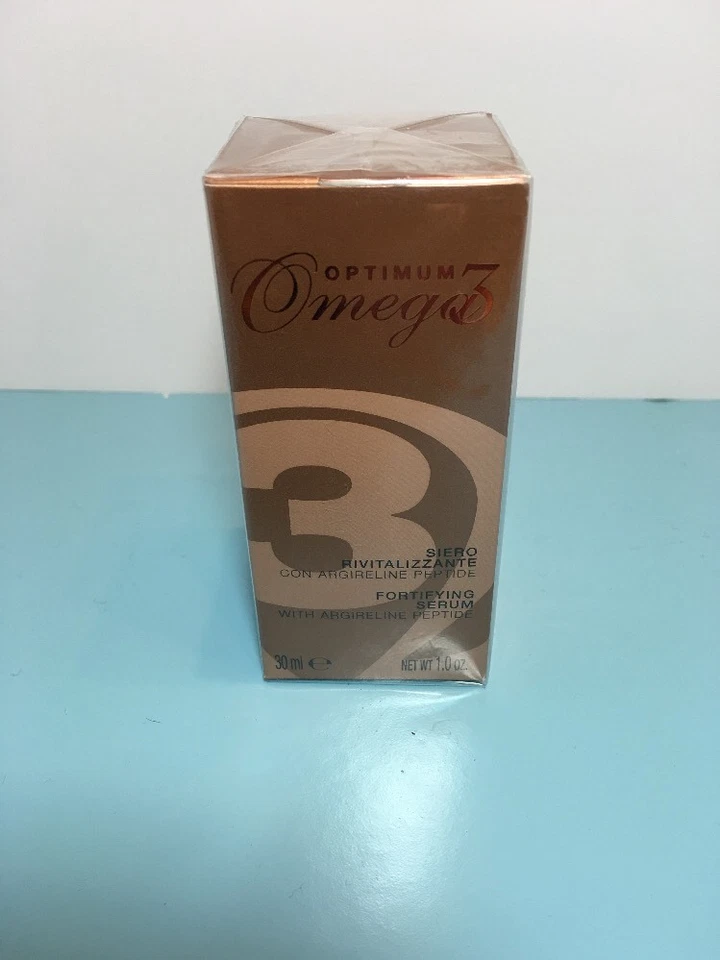 OPTIMUM
Omega3
3
SIERO
RIVITALIZZANTE
CON ARGIRELINE PEPTIDE
FORTIFYING
SERUM
WITH ARGIRELINE PEPTIDE
30 ml ℮ NET WT 1.0 oz.